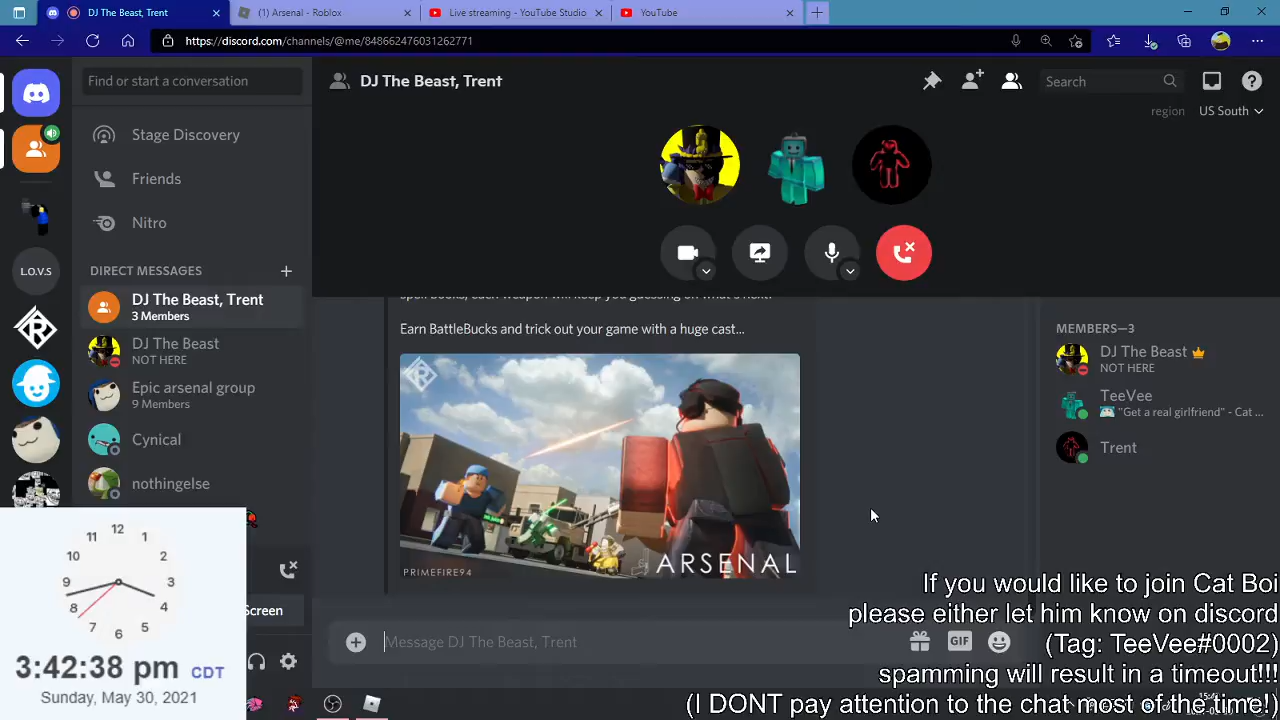 DJ The Beast, Trent
(1) Arsenal - Roblox
Live streaming - YouTube Studio
YouTube
https://discord.com/channels/@me/848662476031262771
Find or start a conversation
DJ The Beast, Trent
Search
region
US South
Stage Discovery
Friends
Nitro
DIRECT MESSAGES
DJ The Beast, Trent
3 Members
DJ The Beast
NOT HERE
Epic arsenal group
9 Members
Cynical
nothingelse
L.O.V.S
Earn BattleBucks and trick out your game with a huge cast...
PRIMEFIRE94
ARSENAL
MEMBERS—3
DJ The Beast
NOT HERE
TeeVee
"Get a real girlfriend" - Cat ...
Trent
Message DJ The Beast, Trent
GIF
Screen
12
1
2
3
4
5
6
7
8
9
10
11
3:42:38 pm CDT
Sunday, May 30, 2021
If you would like to join Cat Boi
please either let him know on discord
(Tag: TeeVee#0002)
spamming will result in a timeout!!!
(I DONT pay attention to the chat most of the time!)